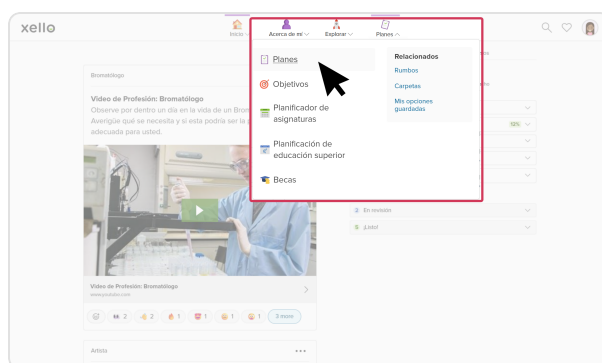 xello
Inicio
Acerca de mí
Explorar
Planes
Planes
Objetivos
Planificador de
asignaturas
Planificación de
educación superior
Becas
Relacionados
Rumbos
Carpetas
Mis opciones
guardadas
Bromatólogo
Video de Profesión: Bromatólogo
Observe por dentro un día en la vida de un Brom
Averigüe qué se necesita y si esta podría ser la
adecuada para usted.
Video de Profesión: Bromatólogo
www.youtube.com
2
2
1
1
1
1
3 more
Artista
12%
2 En revisión
5 ¡Listo!